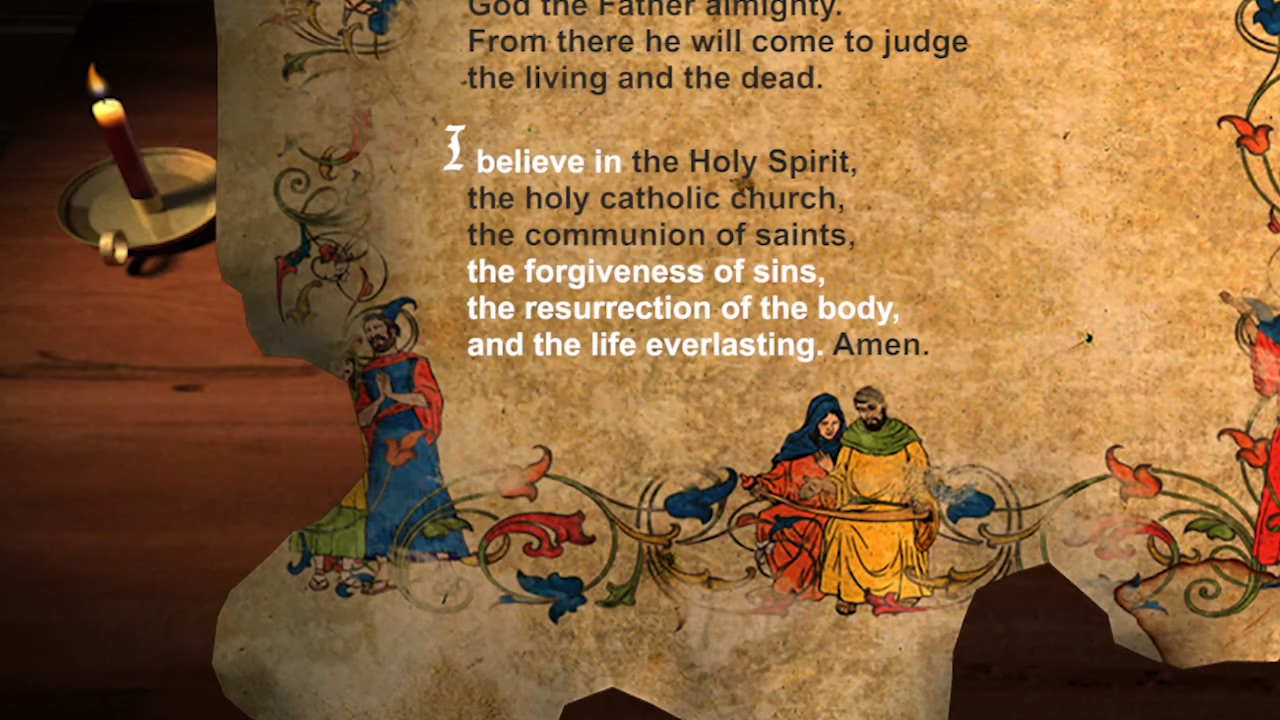 God the Father almighty.
From there he will come to judge
the living and the dead.
I believe in the Holy Spirit,
the holy catholic church,
the communion of saints,
the forgiveness of sins,
the resurrection of the body,
and the life everlasting. Amen.